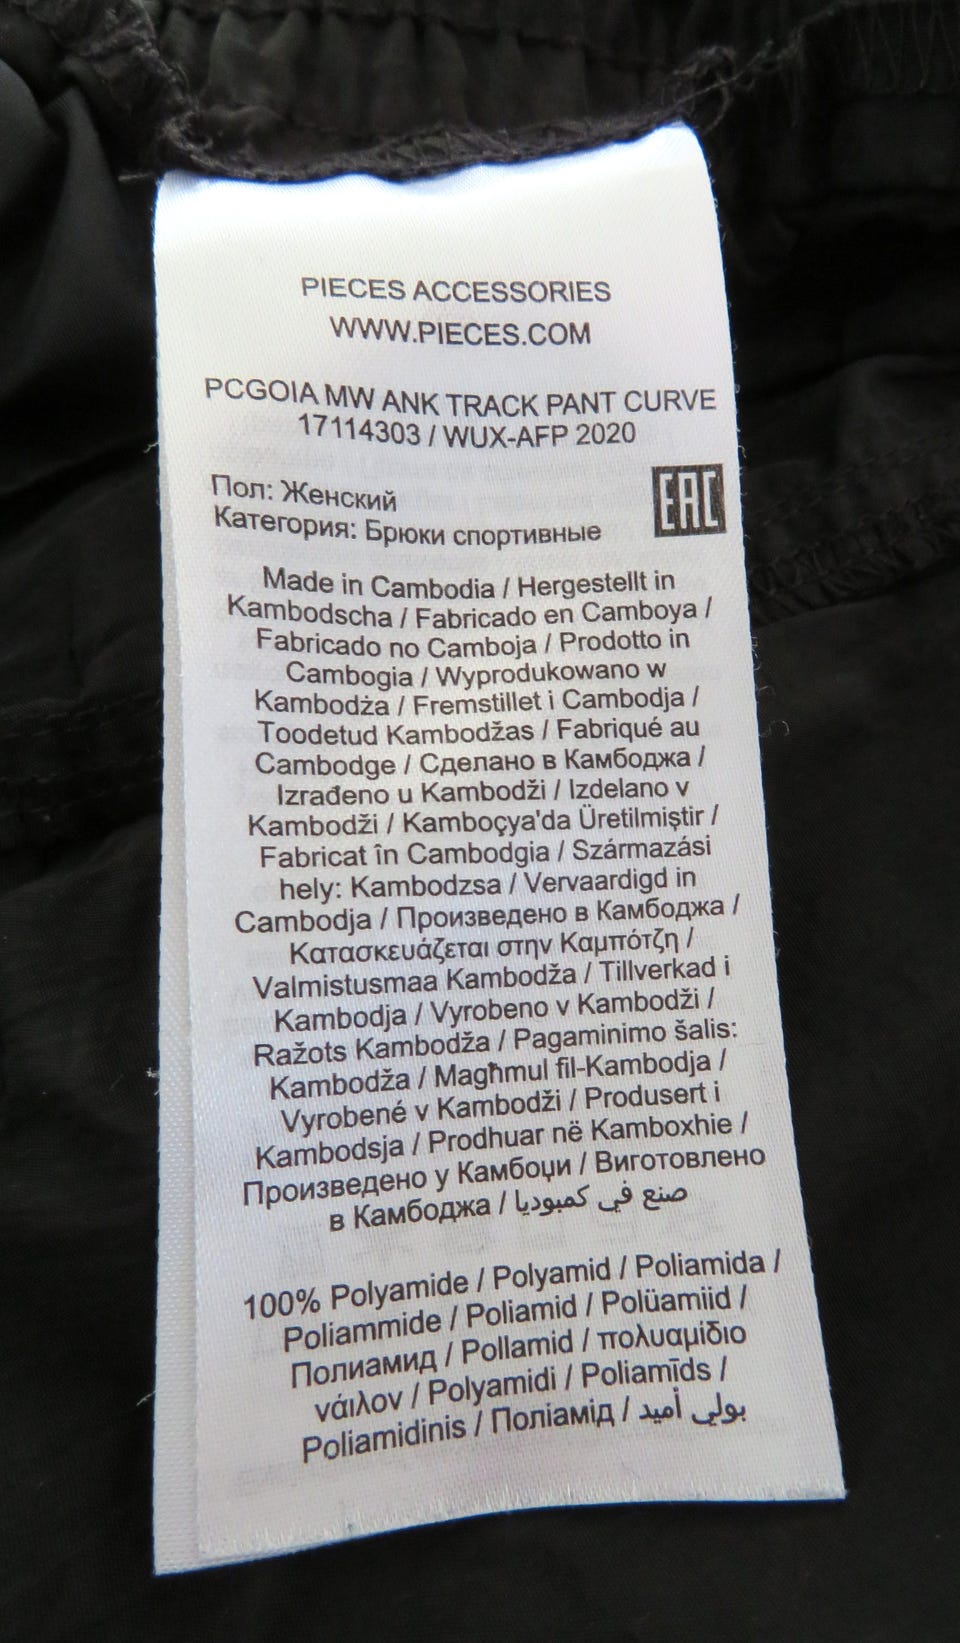 PIECES ACCESSORIES
WWW.PIECES.COM
PCGOIA MW ANK TRACK PANT CURVE
17114303 / WUX-AFP 2020
Пол: Женский
Категория: Брюки спортивные
EAC
Made in Cambodia / Hergestellt in
Kambodscha / Fabricado en Camboya /
Fabricado no Camboja / Prodotto in
Cambogia / Wyprodukowano w
Kambodża / Fremstillet i Cambodja /
Toodetud Kambodžas / Fabriqué au
Cambodge / Сделано в Камбоджа /
Izrađeno u Kambodži / Izdelano v
Kambodži / Kamboçya'da Üretilmiştir /
Fabricat în Cambodgia / Származási
hely: Kambodzsa / Vervaardigd in
Cambodja / Произведено в Камбоджа /
Κατασκευάζεται στην Καμπότζη /
Valmistusmaa Kambodža / Tillverkad i
Kambodja / Vyrobeno v Kambodži /
Ražots Kambodža / Pagaminimo šalis:
Kambodža / Magħmul fil-Kambodja /
Vyrobené v Kambodži / Produsert i
Kambodsja / Prodhuar në Kamboxhie /
Произведено у Камбоџи / Виготовлено
в Камбоджа / صنع في كمبوديا
100% Polyamide / Polyamid / Poliamida /
Poliammide / Poliamid / Polüamiid /
Полиамид / Pollamid / πολυαμίδιο
νάιλον / Polyamidi / Poliamīds /
Poliamidinis / Поліамід / بولي أميد